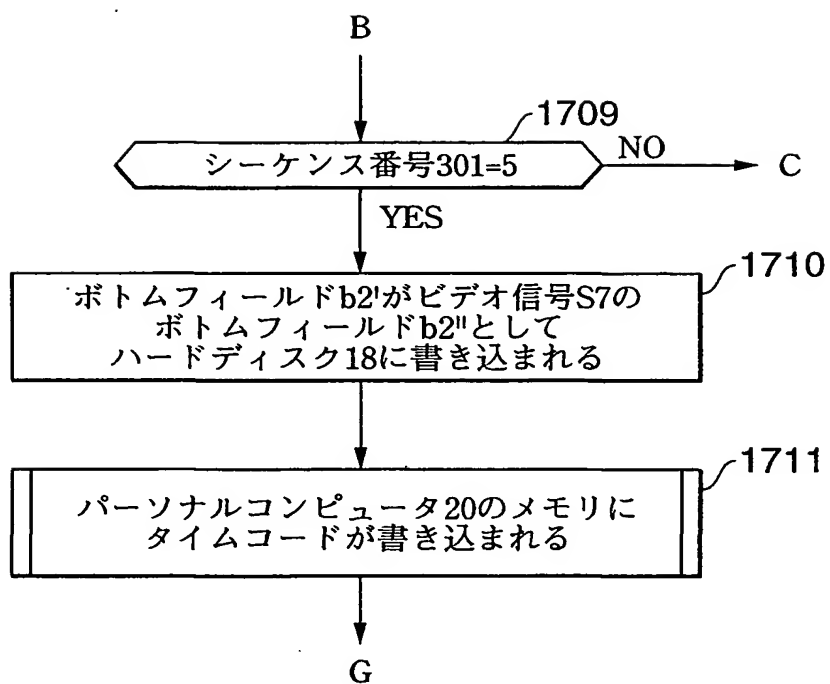 B
1709
シーケンス番号301=5
NO
C
YES
1710
ボトムフィールドb2'がビデオ信号S7の
ボトムフィールドb2"として
ハードディスク18に書き込まれる
1711
パーソナルコンピュータ20のメモリに
タイムコードが書き込まれる
G